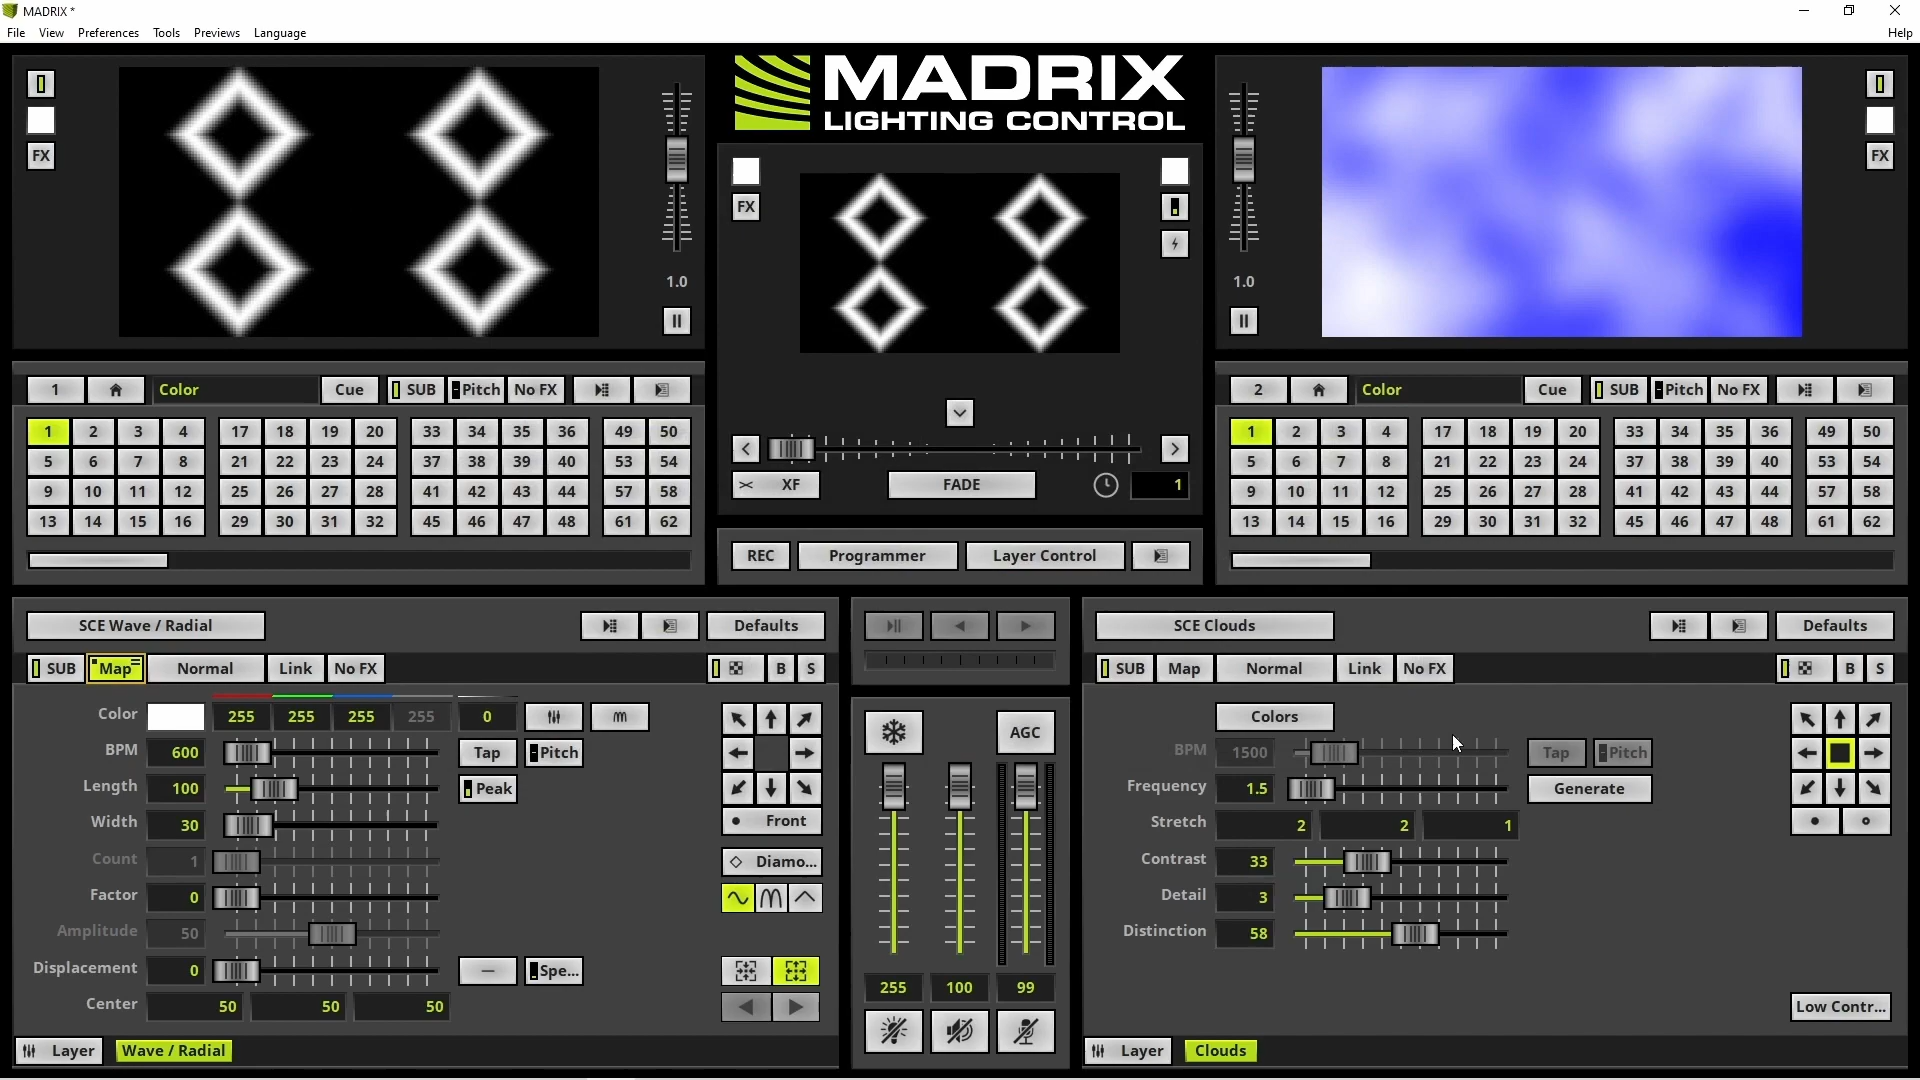 MADRIX *
File View Preferences Tools Previews Language Help
MADRIX
LIGHTING CONTROL
FX
1.0
FX
1.0
FX
1 Color Cue SUB Pitch No FX
1 2 3 4 17 18 19 20 33 34 35 36 49 50
5 6 7 8 21 22 23 24 37 38 39 40 53 54
9 10 11 12 25 26 27 28 41 42 43 44 57 58
13 14 15 16 29 30 31 32 45 46 47 48 61 62
XF FADE 1
REC Programmer Layer Control
2 Color Cue SUB Pitch No FX
1 2 3 4 17 18 19 20 33 34 35 36 49 50
5 6 7 8 21 22 23 24 37 38 39 40 53 54
9 10 11 12 25 26 27 28 41 42 43 44 57 58
13 14 15 16 29 30 31 32 45 46 47 48 61 62
SCE Wave / Radial Defaults
SUB Map Normal Link No FX B S
Color 255 255 255 255 0
BPM 600 Tap Pitch
Length 100 Peak
Width 30 Front
Count 1 Diamo...
Factor 0
Amplitude 50
Displacement 0 Spe...
Center 50 50 50
Layer Wave / Radial
AGC
255 100 99
SCE Clouds Defaults
SUB Map Normal Link No FX B S
Colors
BPM 1500 Tap Pitch
Frequency 1.5 Generate
Stretch 2 2 1
Contrast 33
Detail 3
Distinction 58
Low Contr...
Layer Clouds